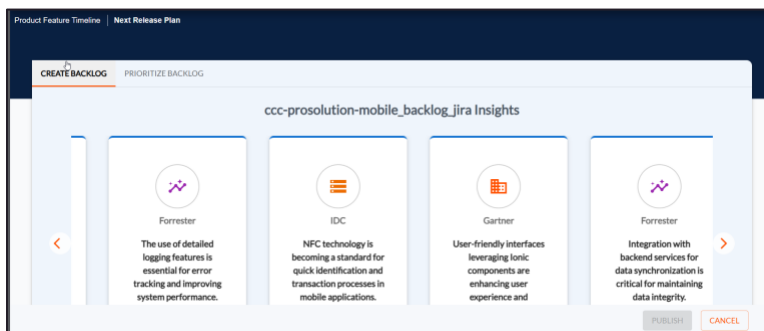 Product Feature Timeline | Next Release Plan
CREATE BACKLOG PRIORITIZE BACKLOG
ccc-prosolution-mobile_backlog_jira Insights
Forrester
The use of detailed
logging features is
essential for error
tracking and improving
system performance.
IDC
NFC technology is
becoming a standard for
quick identification and
transaction processes in
mobile applications.
Gartner
User-friendly interfaces
leveraging Ionic
components are
enhancing user
experience and
Forrester
Integration with
backend services for
data synchronization is
critical for maintaining
data integrity.
PUBLISH CANCEL